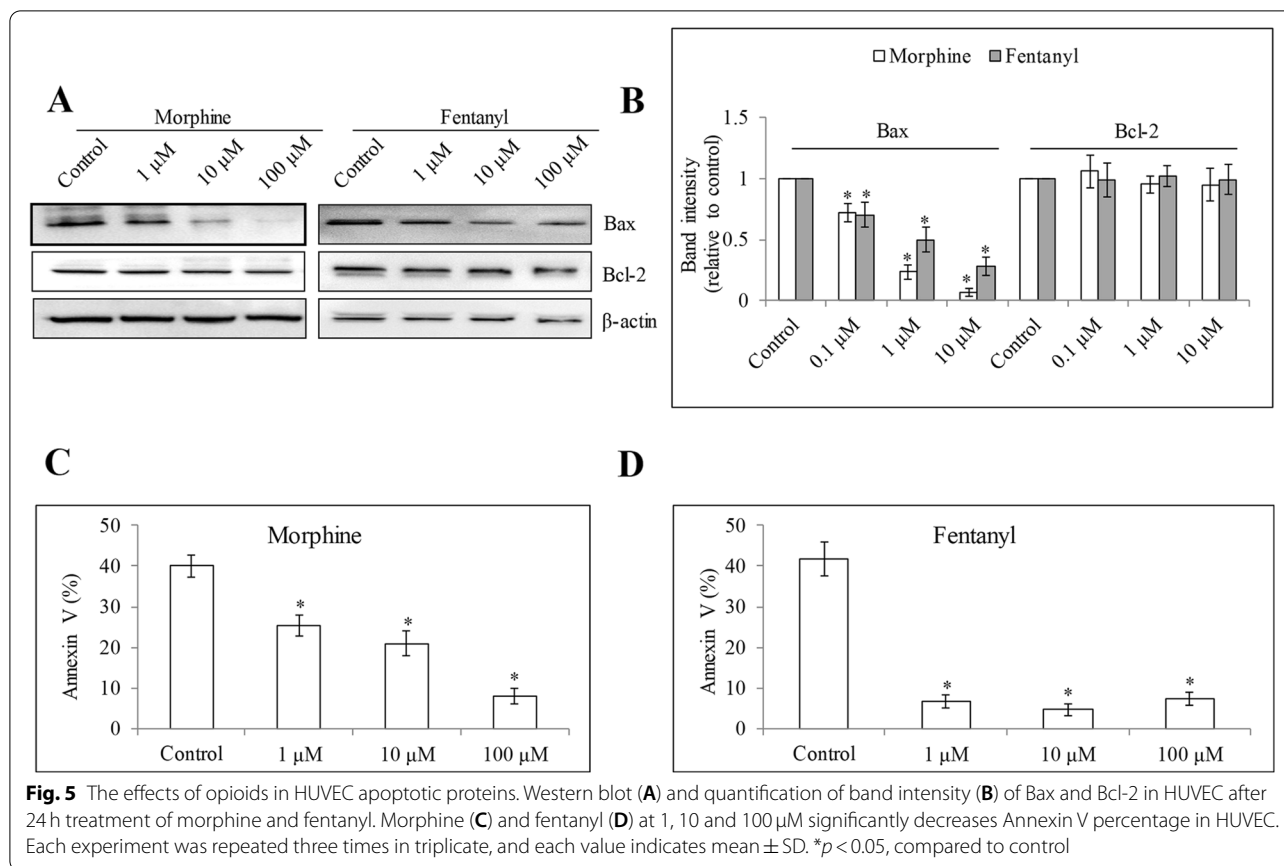 A
Morphine
Fentanyl
Control
1 µM
10 µM
100 µM
Control
1 µM
10 µM
100 µM
Bax
Bcl-2
β-actin
B
Morphine
Fentanyl
Bax
Bcl-2
Band intensity
(relative to control)
1.5
1
0.5
0
* *
* *
* *
Control
0.1 µM
1 µM
10 µM
Control
0.1 µM
1 µM
10 µM
C
Morphine
Annexin V (%)
50
40
30
20
10
0
*
*
*
Control
1 µM
10 µM
100 µM
D
Fentanyl
Annexin V (%)
50
40
30
20
10
0
*
*
*
Control
1 µM
10 µM
100 µM
Fig. 5 The effects of opioids in HUVEC apoptotic proteins. Western blot (A) and quantification of band intensity (B) of Bax and Bcl-2 in HUVEC after
24 h treatment of morphine and fentanyl. Morphine (C) and fentanyl (D) at 1, 10 and 100 µM significantly decreases Annexin V percentage in HUVEC.
Each experiment was repeated three times in triplicate, and each value indicates mean ± SD. *p < 0.05, compared to control